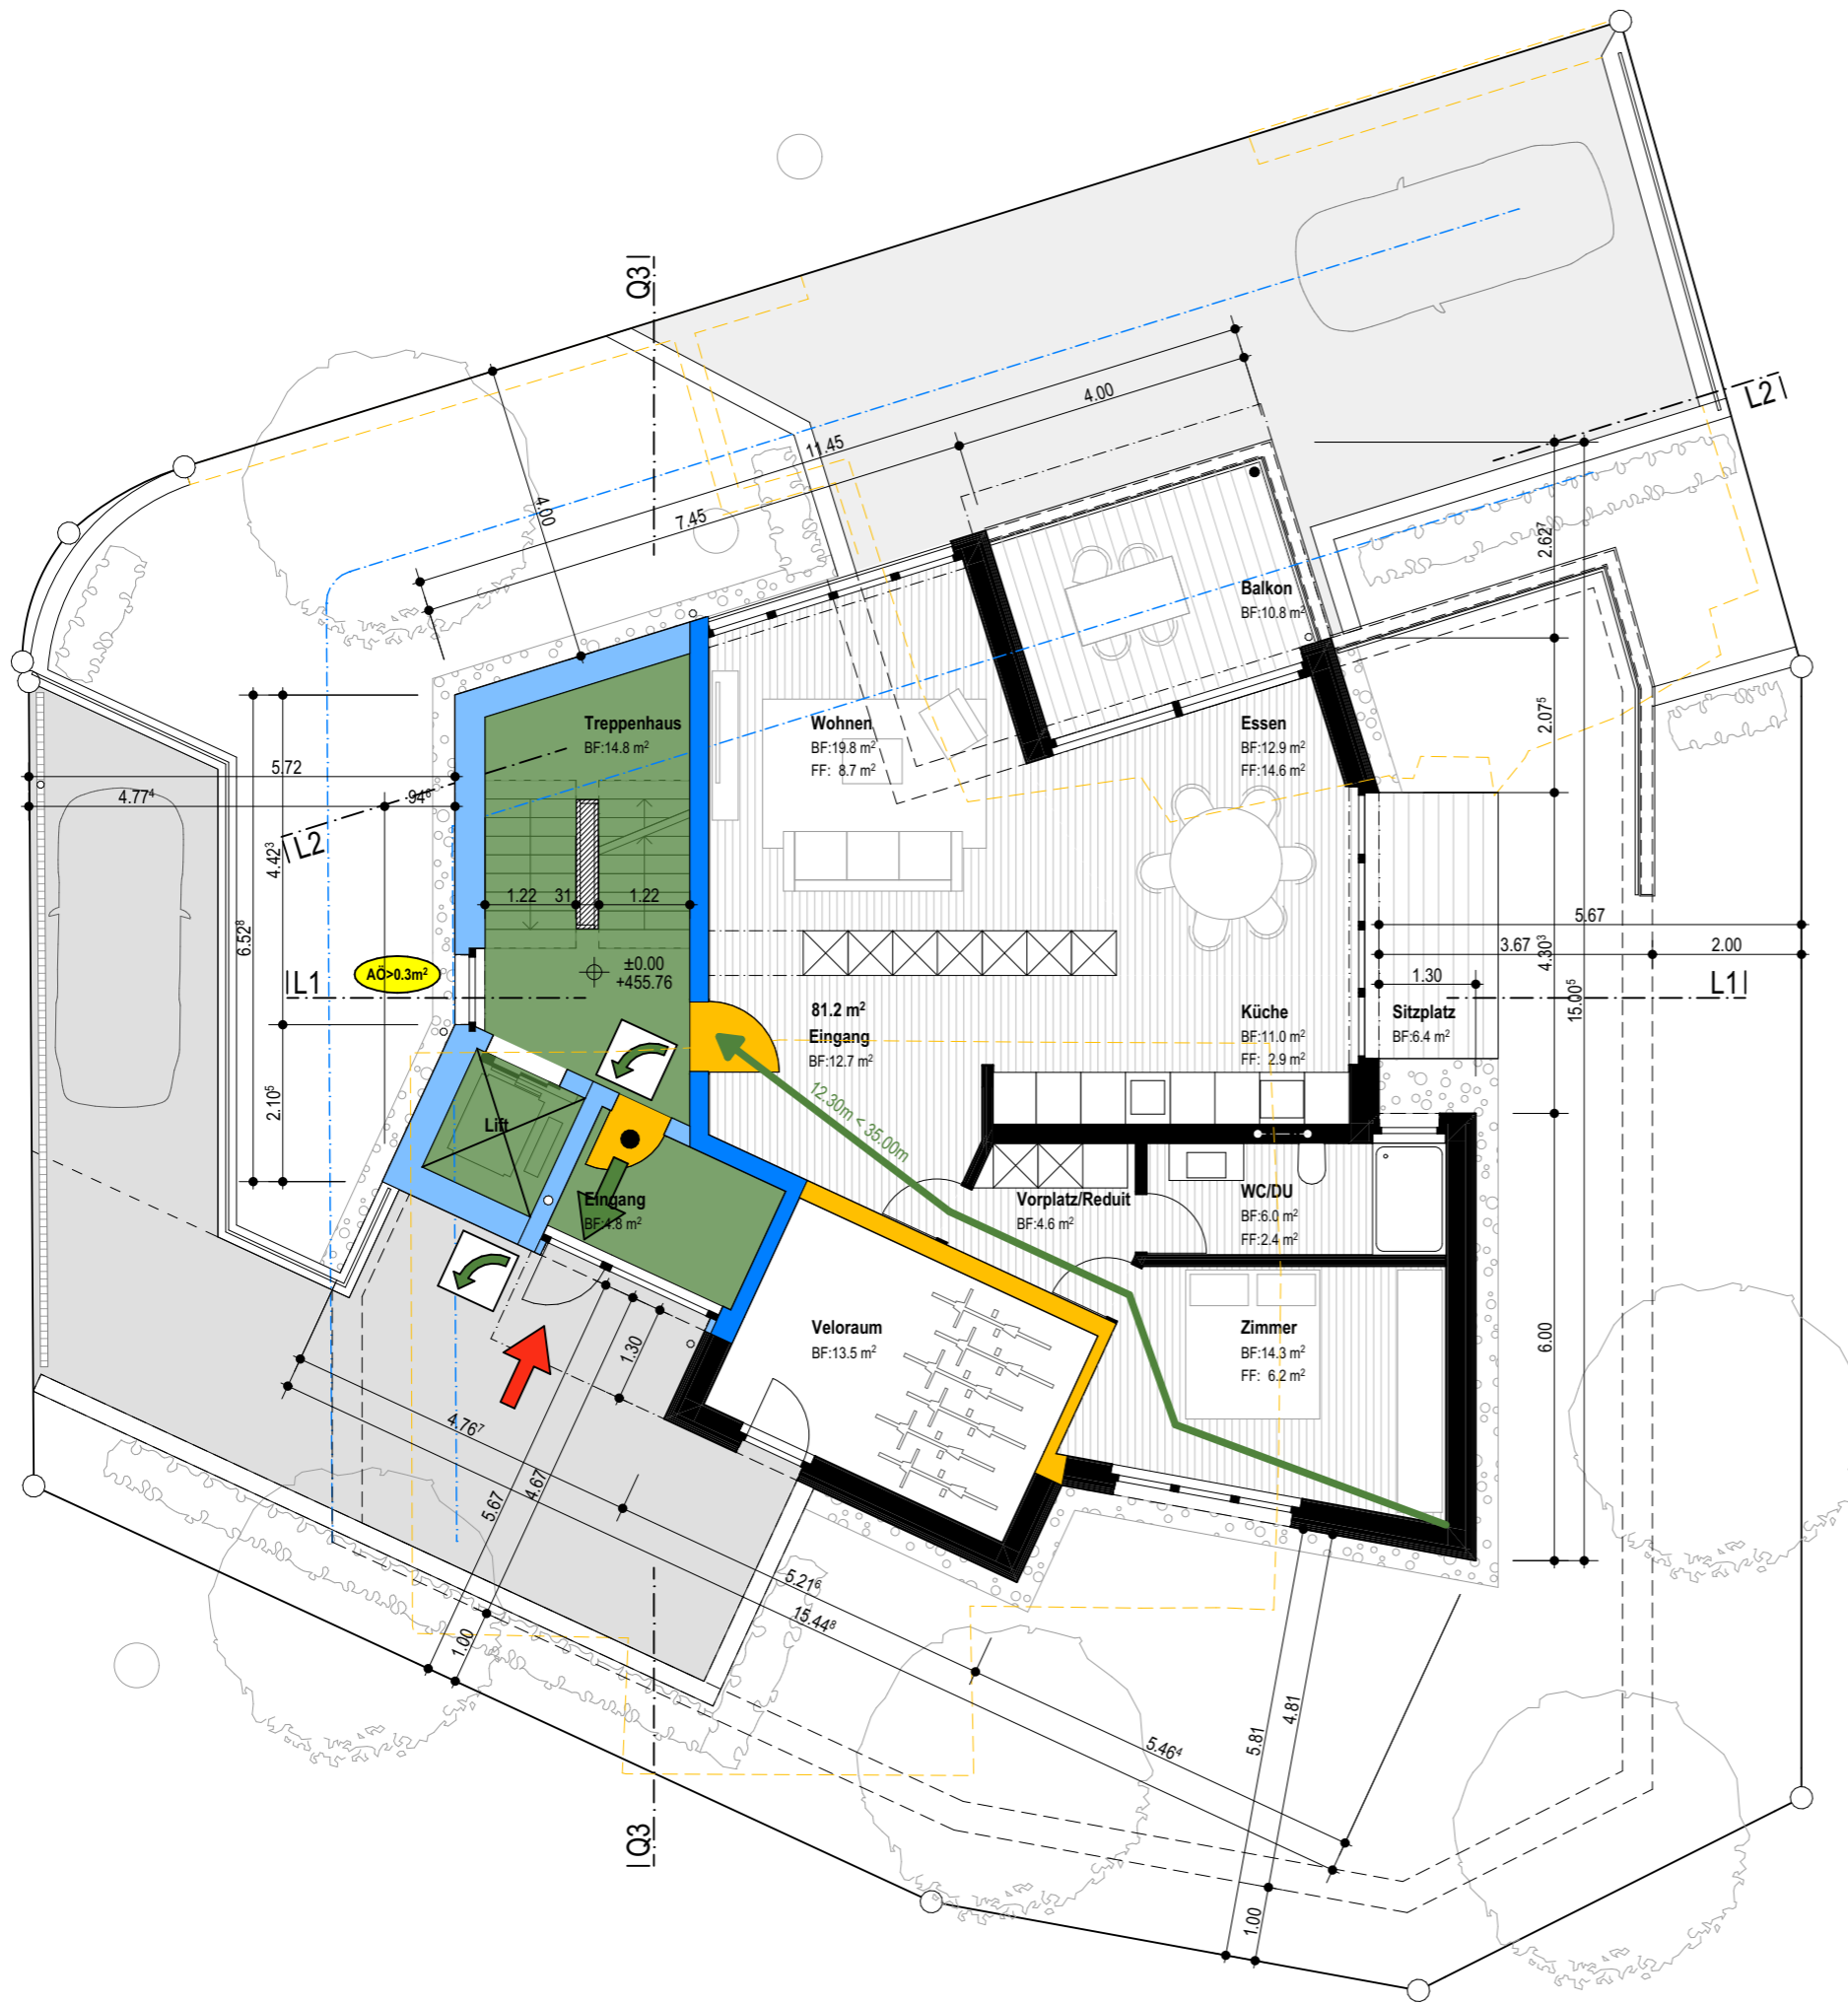 Q3
L2
4.00
11.45
7.45
4.00
2.62⁷
Balkon
BF:10.8 m²
2.07⁵
Treppenhaus
BF:14.8 m²
Wohnen
BF:19.8 m²
FF: 8.7 m²
Essen
BF:12.9 m²
FF:14.6 m²
5.72
4.77⁴
94⁶
L2
4.42³
6.52⁸
1.22
31
1.22
5.67
3.67
2.00
4.30³
15.00⁵
1.30
AÖ>0.3m²
L1
±0.00
+455.76
L1
81.2 m²
Eingang
BF:12.7 m²
Küche
BF:11.0 m²
FF: 2.9 m²
Sitzplatz
BF:6.4 m²
2.10⁵
Lift
12.30m < 35.00m
Eingang
BF:4.8 m²
Vorplatz/Reduit
BF:4.6 m²
WC/DU
BF:6.0 m²
FF:2.4 m²
Veloraum
BF:13.5 m²
Zimmer
BF:14.3 m²
FF: 6.2 m²
6.00
1.30
4.76⁷
5.67
4.67
5.21⁶
15.44⁸
1.00
5.46⁴
5.81
4.81
Q3
1.00